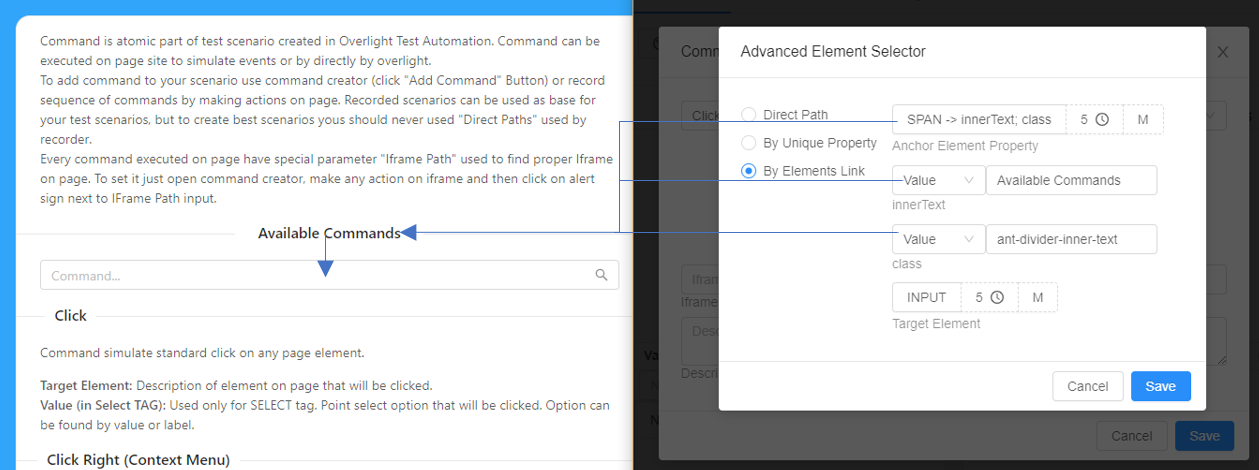 Command is atomic part of test scenario created in Overlight Test Automation. Command can be
executed on page site to simulate events or by directly by overlight.
To add command to your scenario use command creator (click "Add Command" Button) or record
sequence of commands by making actions on page. Recorded scenarios can be used as base for
your test scenarios, but to create best scenarios yous should never used "Direct Paths" used by
recorder.
Every command executed on page have special parameter "Iframe Path" used to find proper Iframe
on page. To set it just open command creator, make any action on iframe and then click on alert
sign next to IFrame Path input.
Available Commands
Command...
Click
Command simulate standard click on any page element.
Target Element: Description of element on page that will be clicked.
Value (in Select TAG): Used only for SELECT tag. Point select option that will be clicked. Option can
be found by value or label.
Click Right (Context Menu)
Comm
Click
Ifram
Iframe
Desc
Descri
Va
N
Cancel
Save
Advanced Element Selector
Direct Path
By Unique Property
By Elements Link
SPAN -> innerText; class
5
M
Anchor Element Property
Value
Available Commands
innerText
Value
ant-divider-inner-text
class
INPUT
5
M
Target Element
Cancel
Save